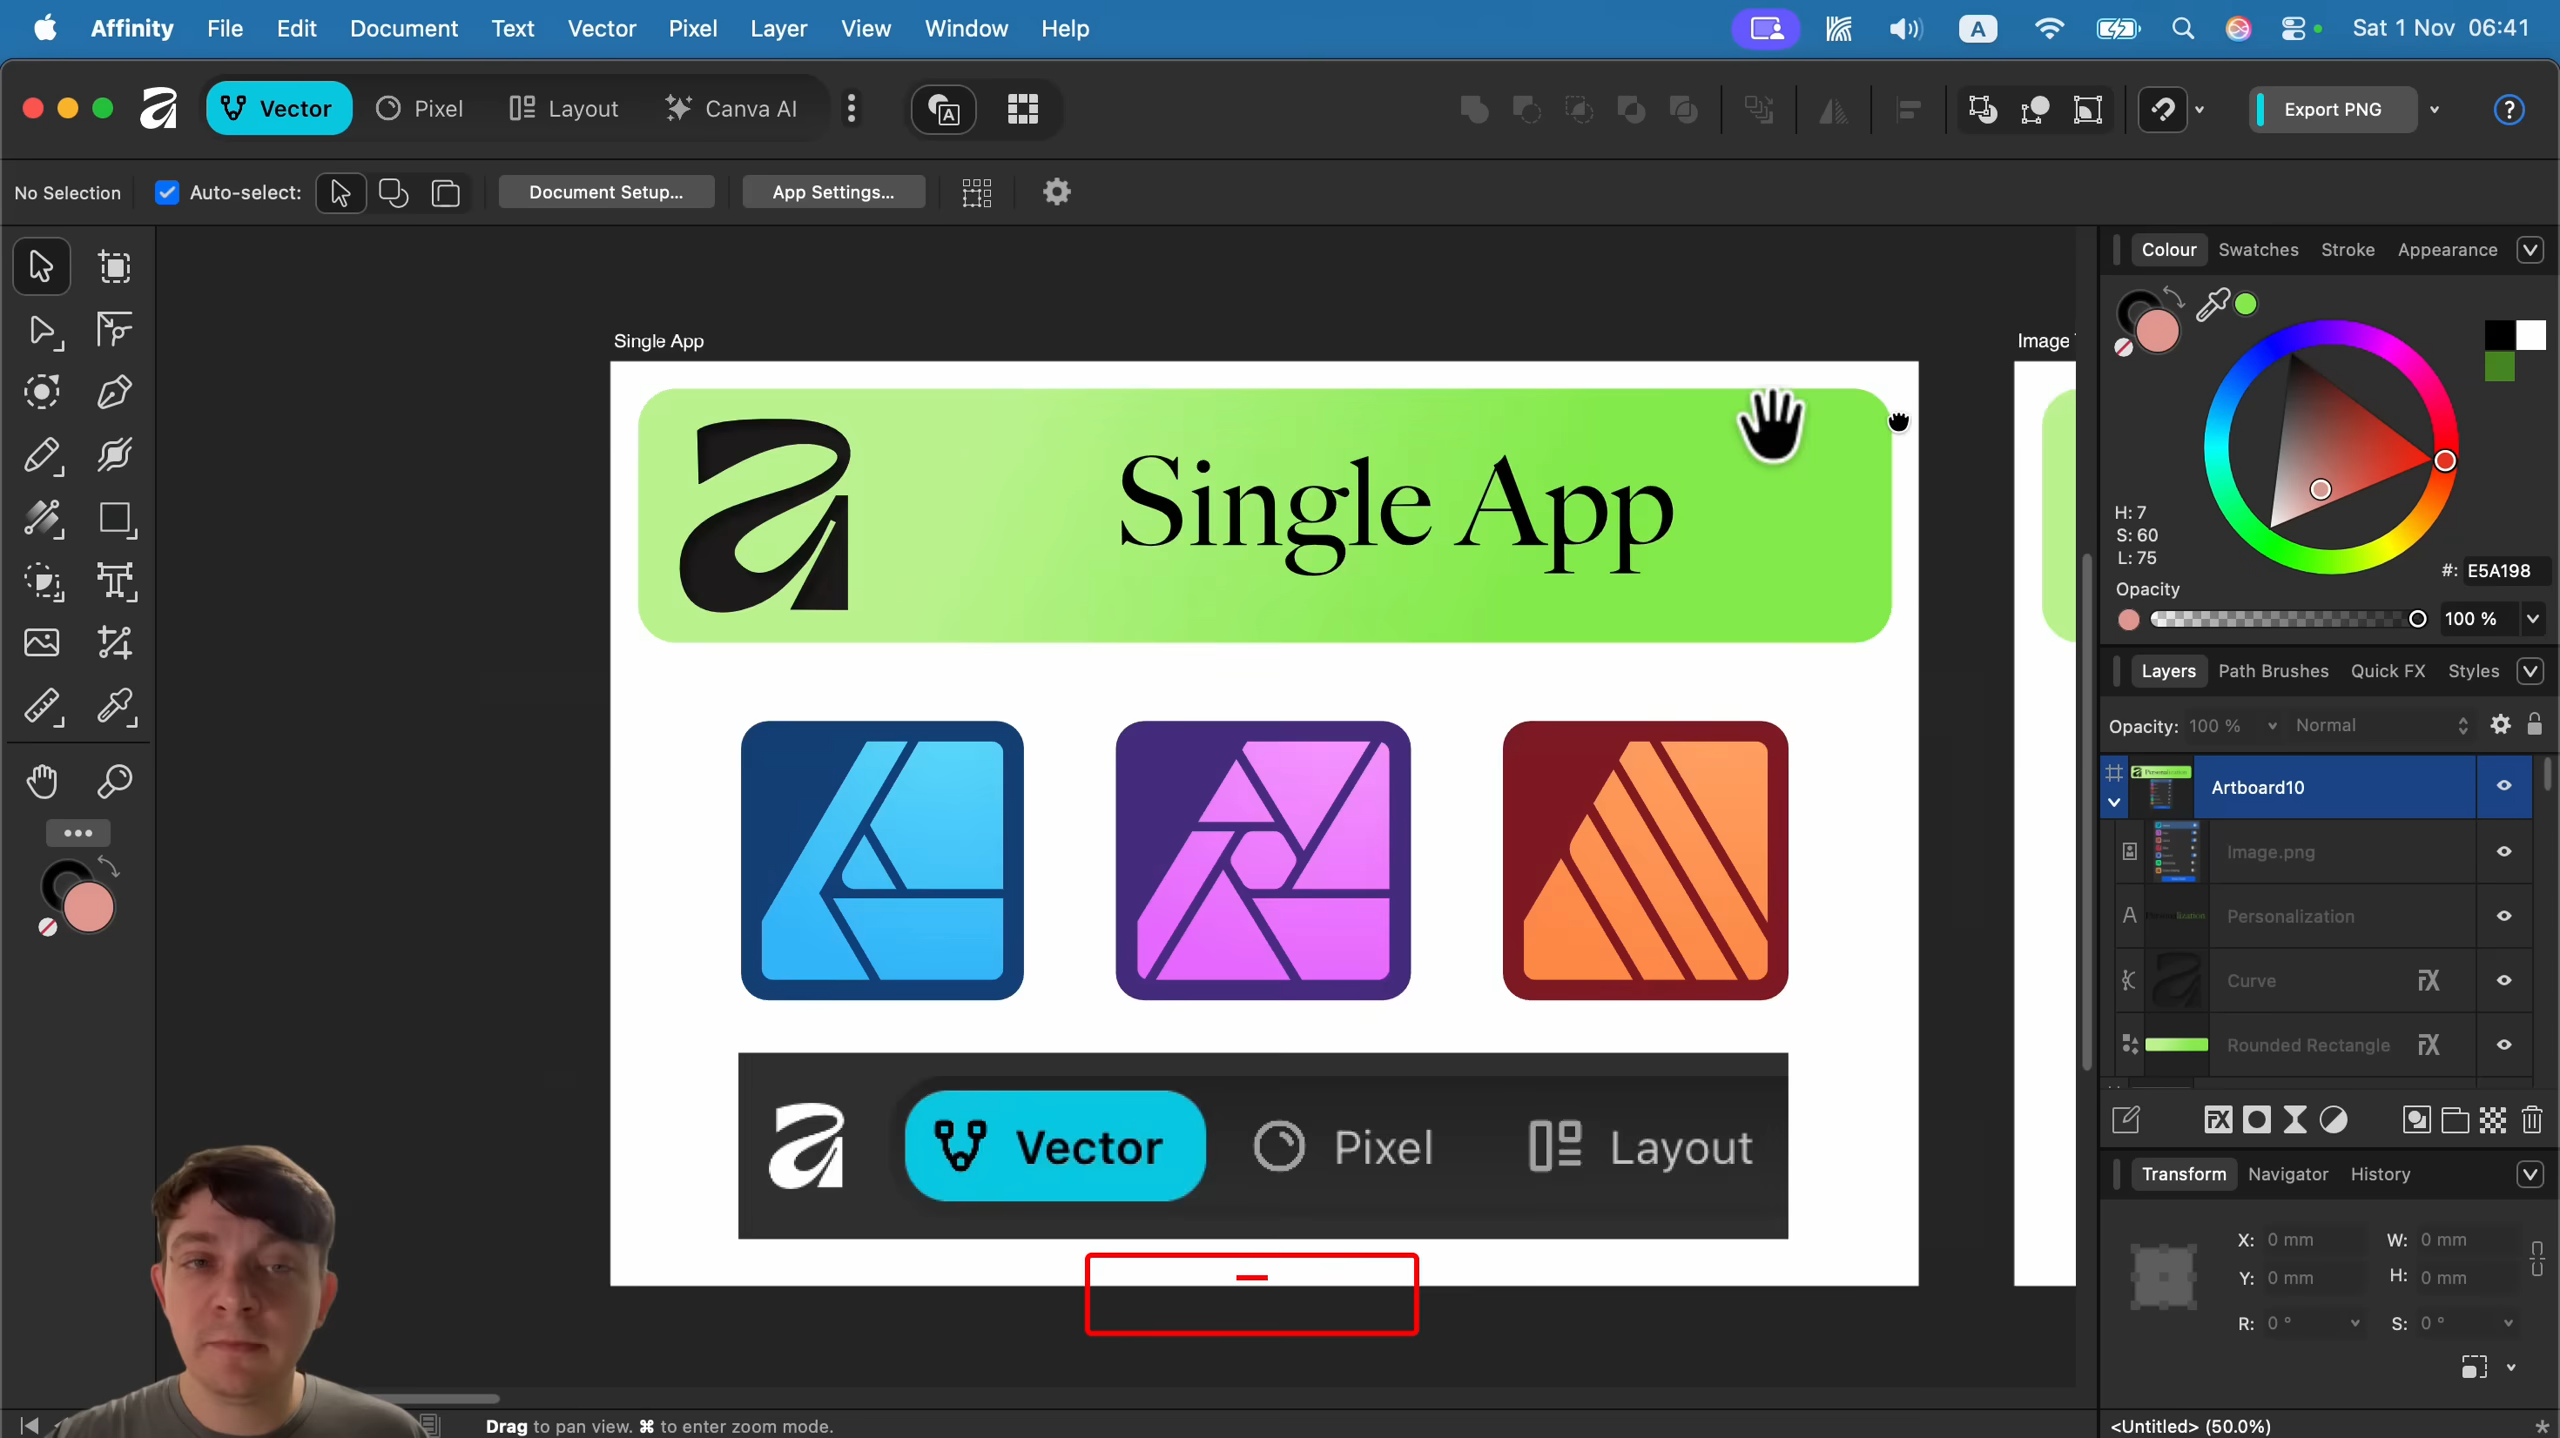 Affinity File Edit Document Text Vector Pixel Layer View Window Help
A
Sat 1 Nov 06:41
Vector Pixel Layout Canva AI
Export PNG
No Selection
Auto-select:
Document Setup...
App Settings...
Colour Swatches Stroke Appearance
Single App
Image
Single App
H: 7
S: 60
L: 75
#: E5A198
Opacity
100 %
Layers Path Brushes Quick FX Styles
Opacity: 100 % Normal
Artboard10
Image.png
Personalization
Curve
Rounded Rectangle
Vector Pixel Layout
Transform Navigator History
X: 0 mm W: 0 mm
Y: 0 mm H: 0 mm
R: 0 ° S: 0 °
Drag to pan view. ⌘ to enter zoom mode.
<Untitled> (50.0%)